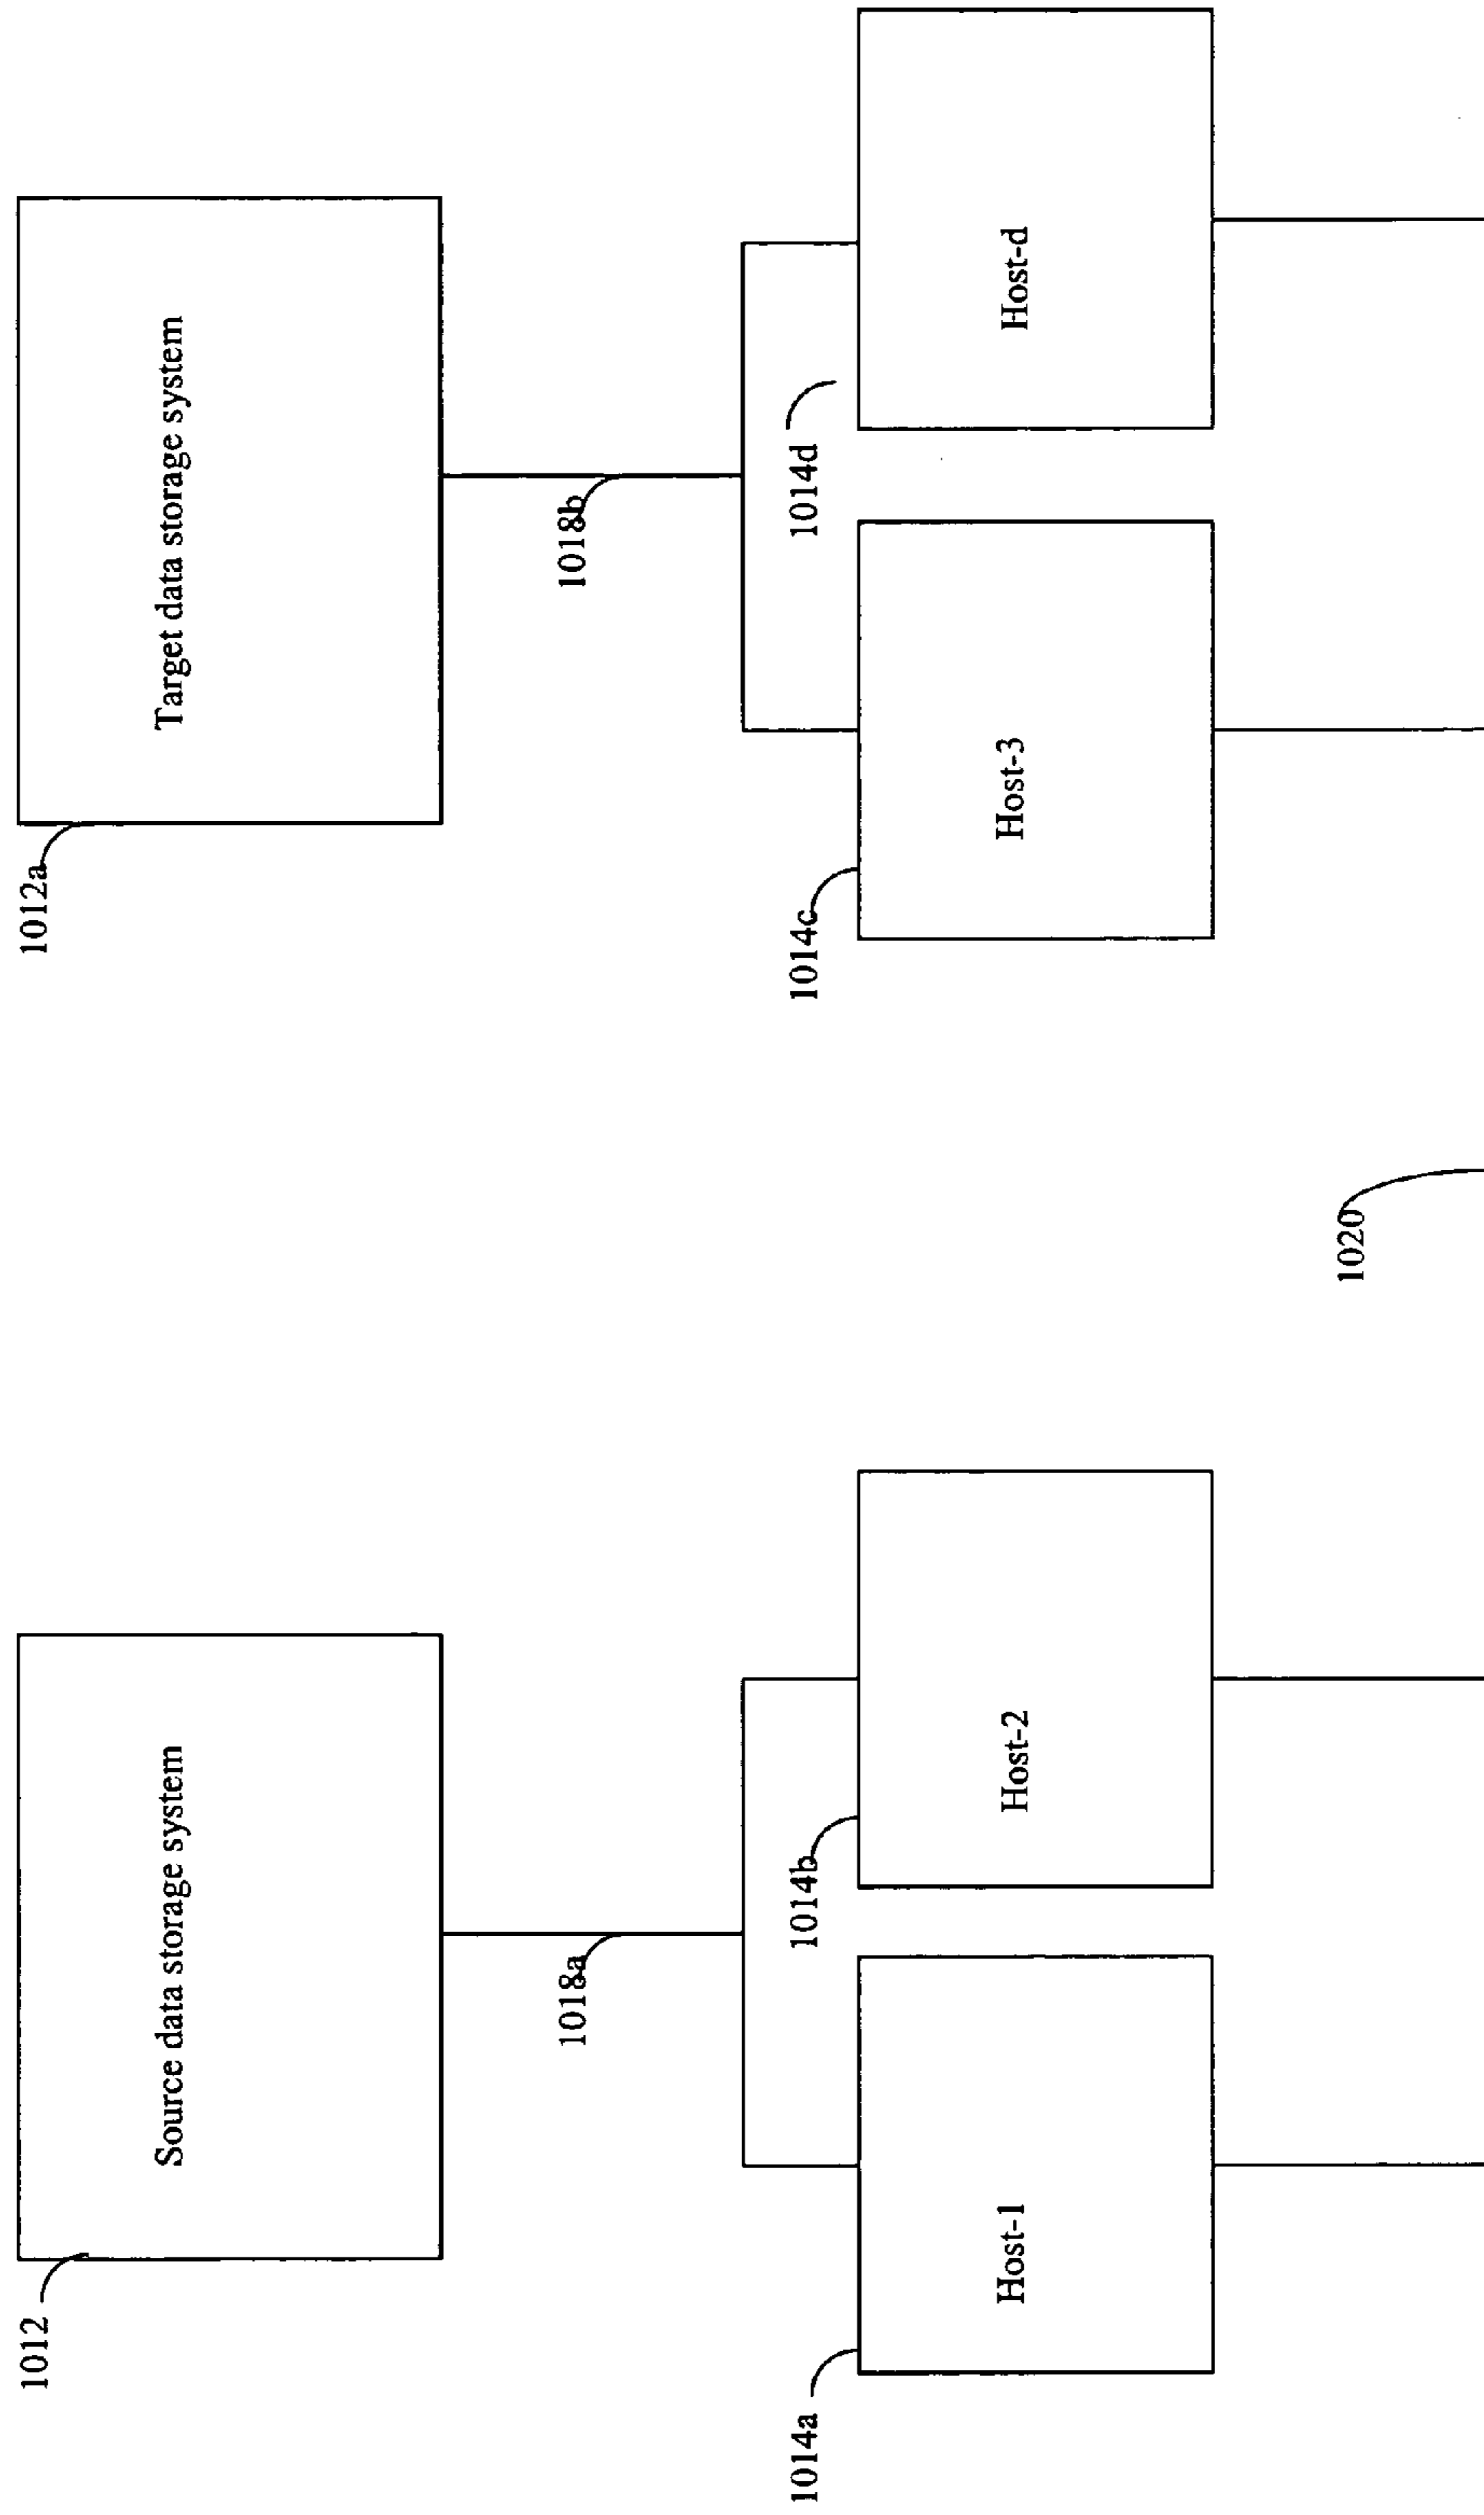 1012
Source data storage system
1012a
Target data storage system
1018a
1018b
1014a
Host-1
1014b
Host-2
1014c
Host-3
1014d
Host-d
1020